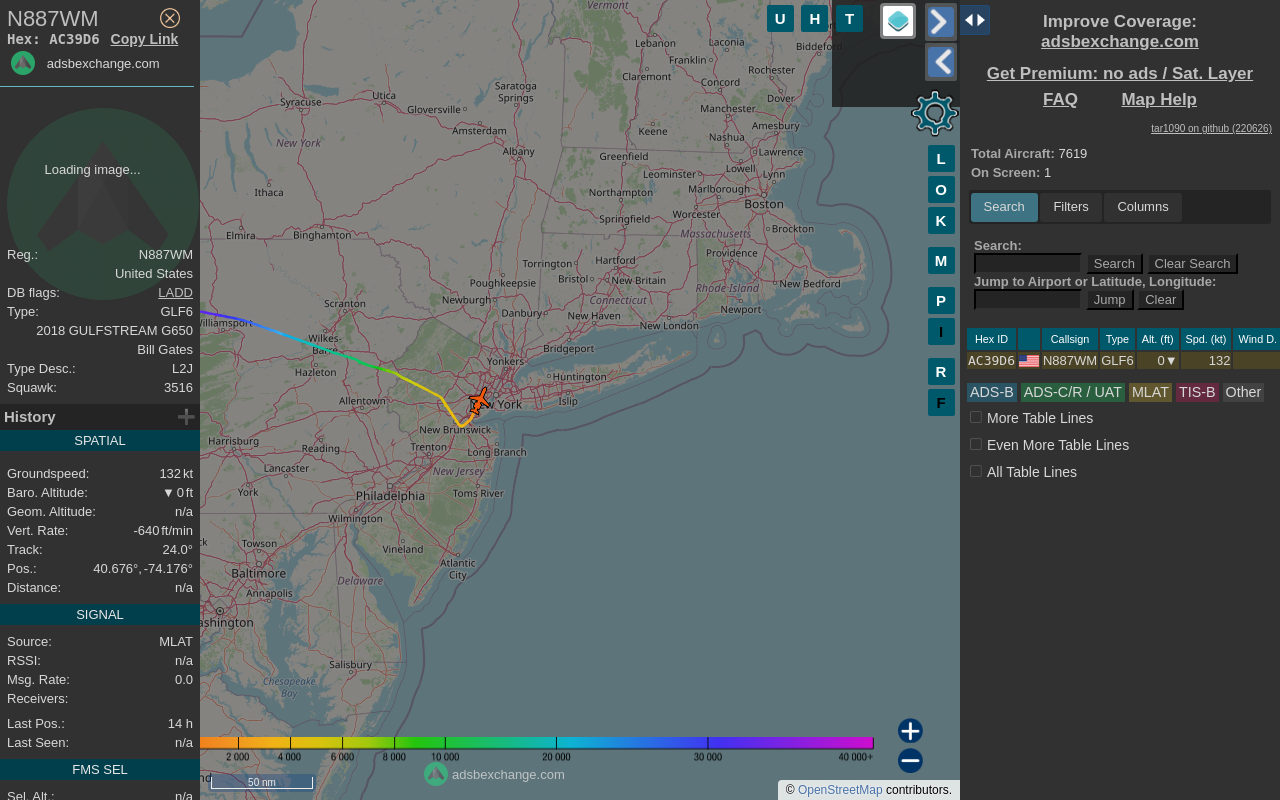 N887WM
Hex: AC39D6 Copy Link
adsbexchange.com
Loading image...
Reg.: N887WM
United States
DB flags: LADD
Type: GLF6
2018 GULFSTREAM G650
Bill Gates
Type Desc.: L2J
Squawk: 3516
History
SPATIAL
Groundspeed: 132 kt
Baro. Altitude: ▼ 0 ft
Geom. Altitude: n/a
Vert. Rate: -640 ft/min
Track: 24.0°
Pos.: 40.676°, -74.176°
Distance: n/a
SIGNAL
Source: MLAT
RSSI: n/a
Msg. Rate: 0.0
Receivers:
Last Pos.: 14 h
Last Seen: n/a
FMS SEL
Sel. Alt.: n/a
Vermont
Lebanon
Laconia
Biddeford
Franklin
Claremont
Rochester
Concord
Dover
Saratoga
Springs
Syracuse
Utica
Gloversville
Manchester
Amesbury
Amsterdam
Keene
Nashua
New York
Albany
Lawrence
Greenfield
Lowell
Lynn
Leominster
Ithaca
Northampton
Marlborough
Boston
Worcester
Springfield
Elmira
Binghamton
Massachusetts
Brockton
Providence
Hartford
Torrington
Poughkeepsie
Bristol
New Britain
New Bedford
Rhode Island
Scranton
Newburgh
Connecticut
Newport
Danbury
New Haven
New London
Williamsport
Wilkes-
Barre
Bridgeport
Yonkers
Hazleton
Huntington
Allentown
New York
Islip
New Brunswick
Harrisburg
Reading
Trenton
Long Branch
Lancaster
New Jersey
York
Philadelphia
Toms River
Wilmington
Towson
Vineland
Baltimore
Atlantic
City
Annapolis
Delaware
ashington
Salisbury
Chesapeake
Bay
2 000 4 000 6 000 8 000 10 000 20 000 30 000 40 000+
50 nm
adsbexchange.com
© OpenStreetMap contributors.
U H T
L
O
K
M
P
I
R
F
Improve Coverage:
adsbexchange.com
Get Premium: no ads / Sat. Layer
FAQ Map Help
tar1090 on github (220626)
Total Aircraft: 7619
On Screen: 1
Search Filters Columns
Search:
Search Clear Search
Jump to Airport or Latitude, Longitude:
Jump Clear
Hex ID Callsign Type Alt. (ft) Spd. (kt) Wind D.
AC39D6 N887WM GLF6 0▼ 132
ADS-B ADS-C/R / UAT MLAT TIS-B Other
More Table Lines
Even More Table Lines
All Table Lines